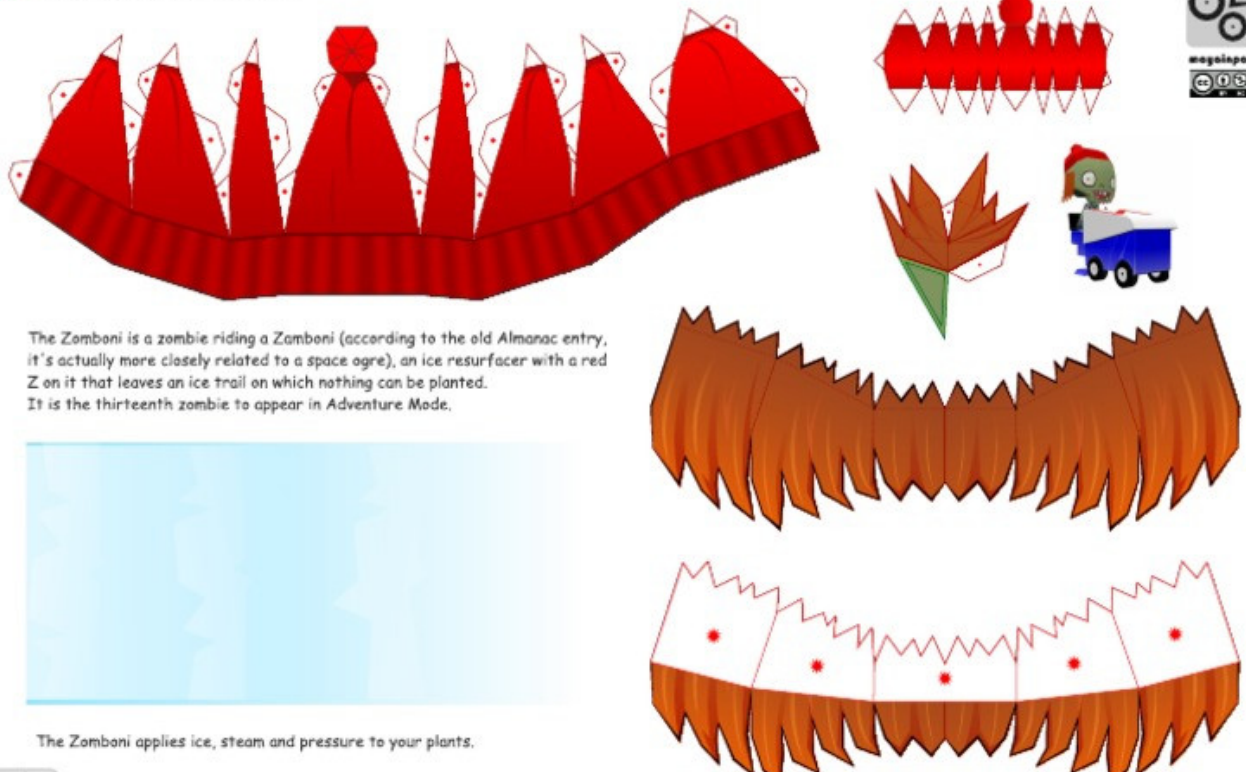 The Zomboni is a zombie riding a Zamboni (according to the old Almanac entry,
it's actually more closely related to a space ogre), an ice resurfacer with a red
Z on it that leaves an ice trail on which nothing can be planted.
It is the thirteenth zombie to appear in Adventure Mode.
The Zomboni applies ice, steam and pressure to your plants.
cc